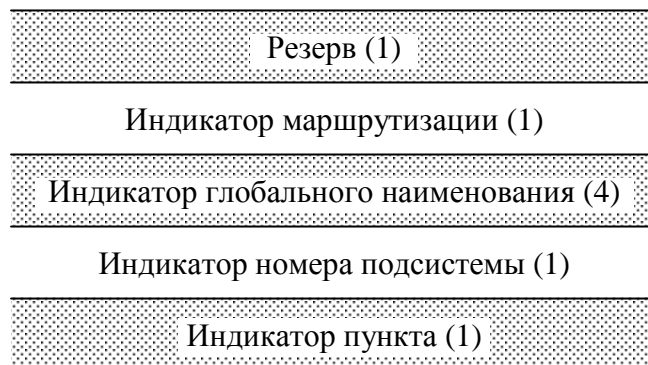 Резерв (1)
Индикатор маршрутизации (1)
Индикатор глобального наименования (4)
Индикатор номера подсистемы (1)
Индикатор пункта (1)